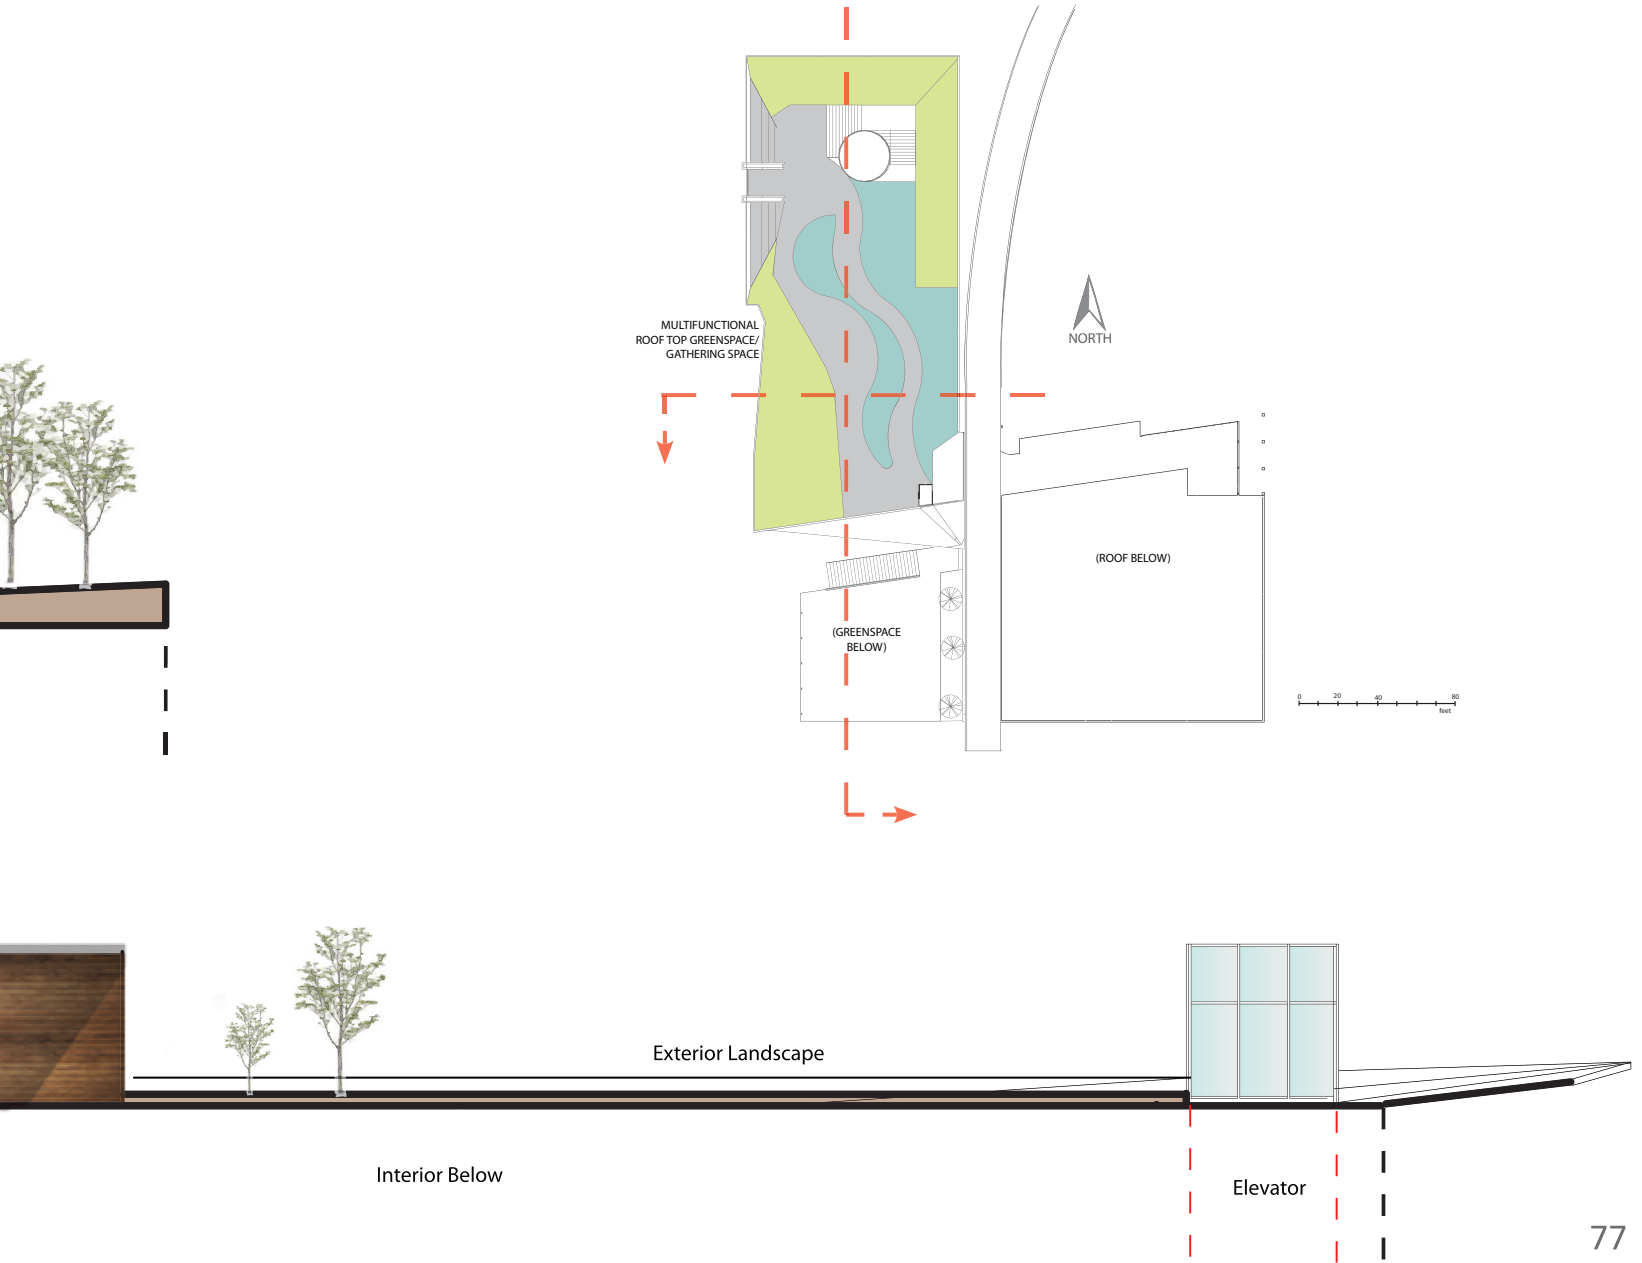 MULTIFUNCTIONAL
ROOF TOP GREENSPACE/
GATHERING SPACE
NORTH
(ROOF BELOW)
(GREENSPACE
BELOW)
0 20 40 80
feet
Exterior Landscape
Interior Below
Elevator
77